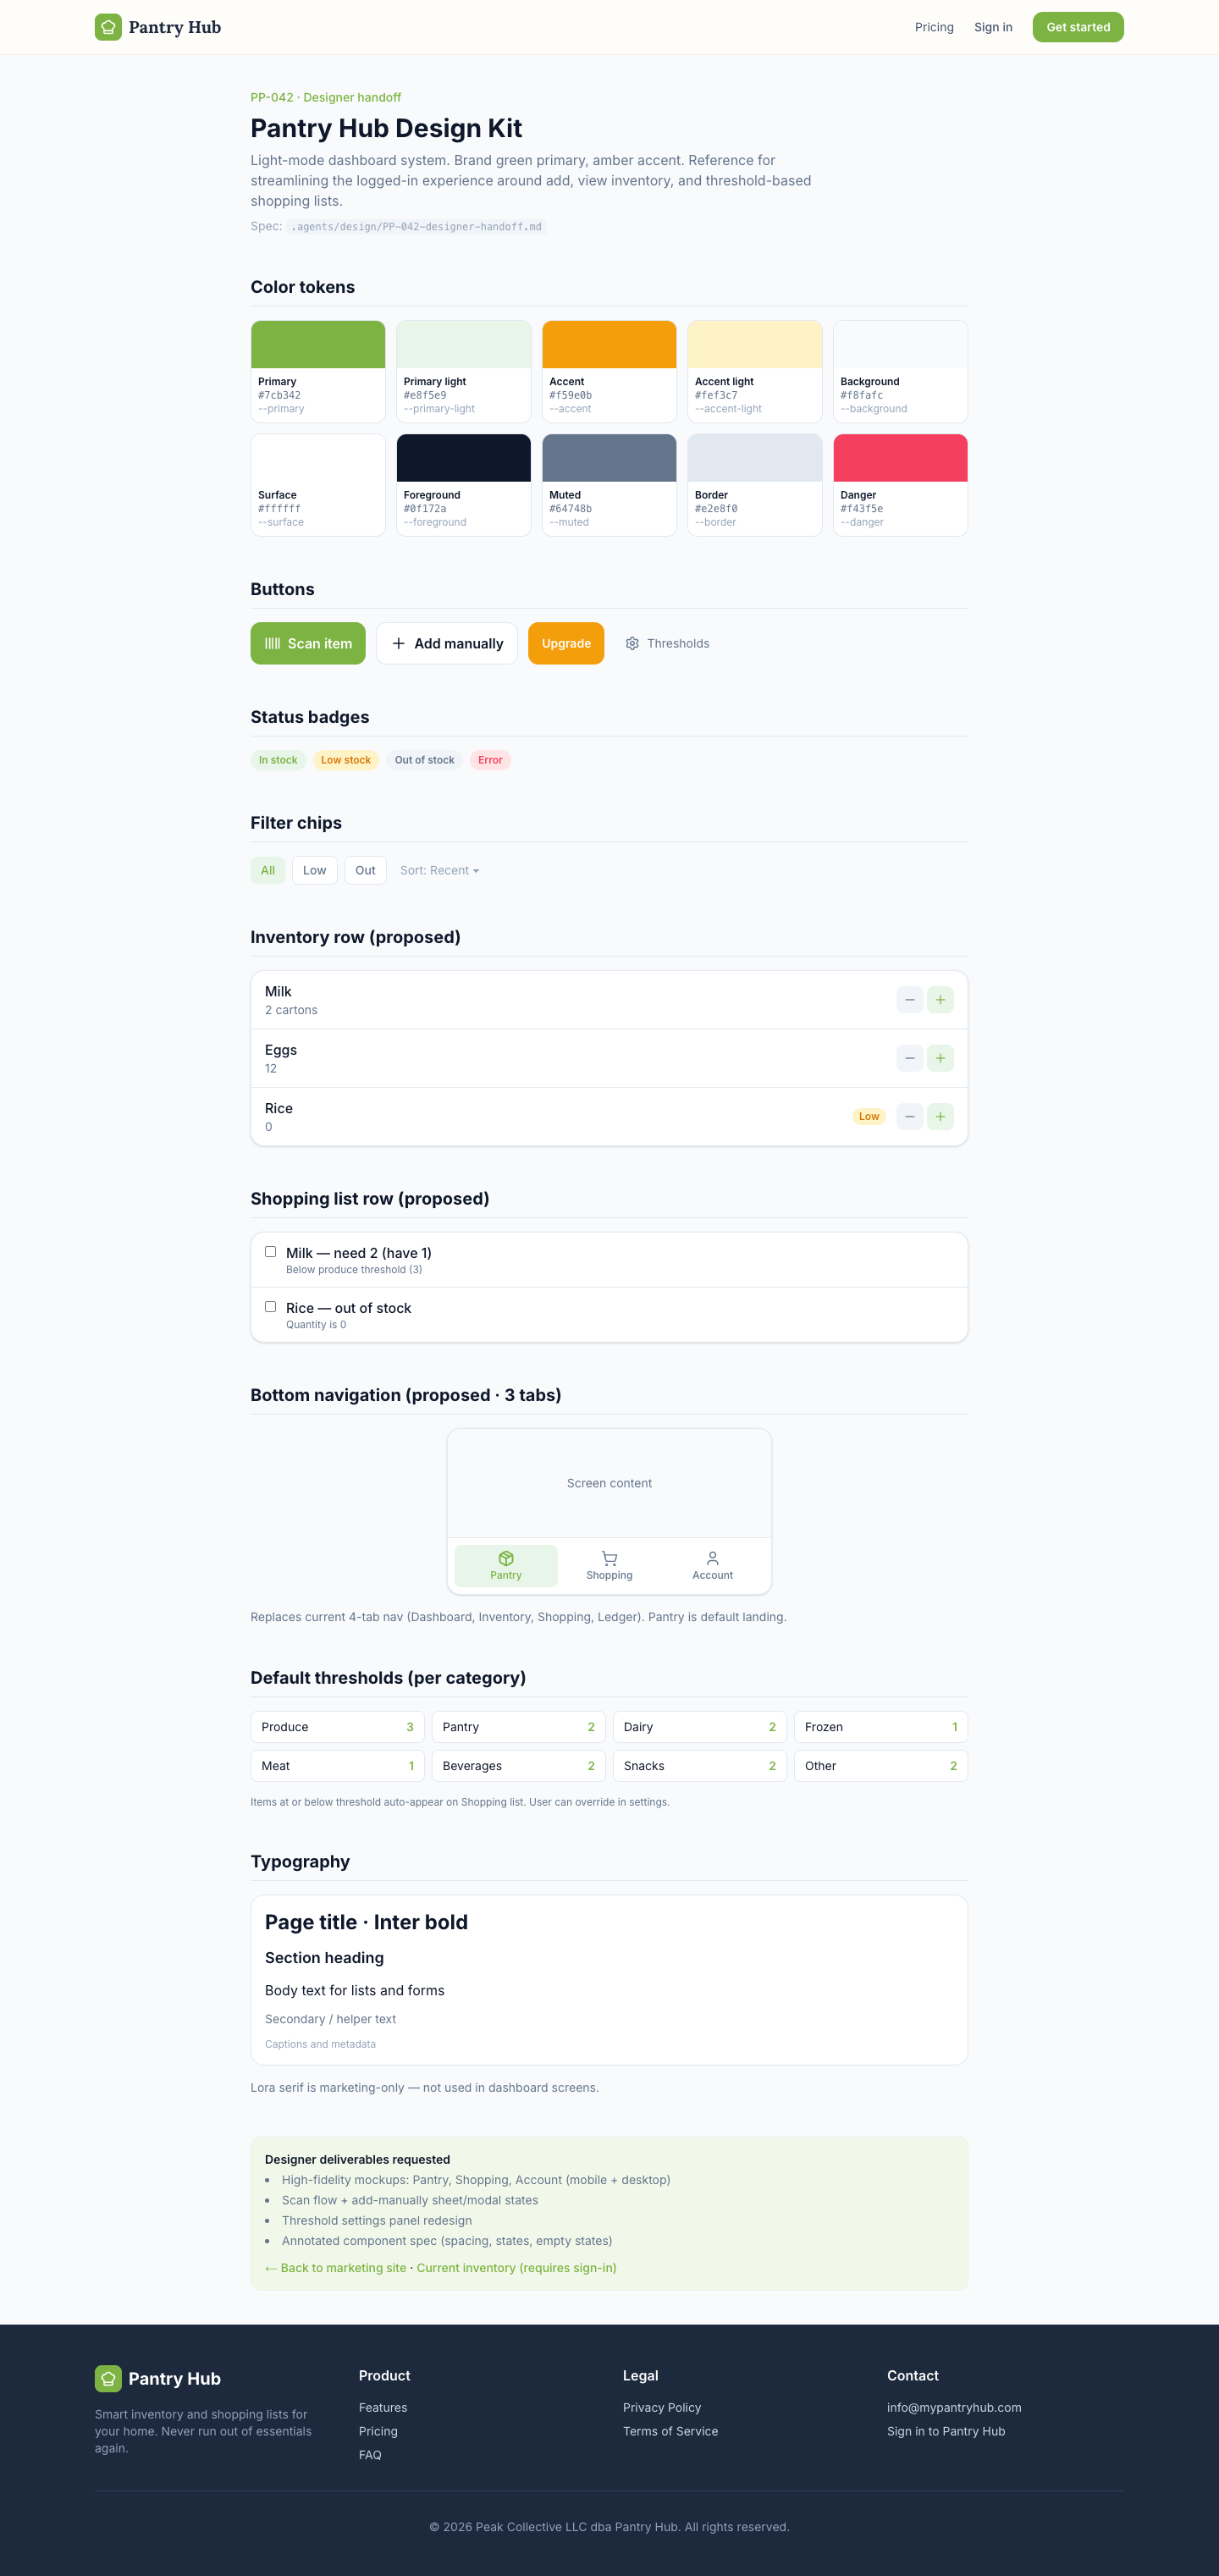 Pantry Hub
Pricing
Sign in
Get started
PP-042 · Designer handoff
Pantry Hub Design Kit
Light-mode dashboard system. Brand green primary, amber accent. Reference for
streamlining the logged-in experience around add, view inventory, and threshold-based
shopping lists.
Spec: .agents/design/PP-042-designer-handoff.md
Color tokens
Primary
#7cb342
--primary
Primary light
#e8f5e9
--primary-light
Accent
#f59e0b
--accent
Accent light
#fef3c7
--accent-light
Background
#f8fafc
--background
Surface
#ffffff
--surface
Foreground
#0f172a
--foreground
Muted
#64748b
--muted
Border
#e2e8f0
--border
Danger
#f43f5e
--danger
Buttons
Scan item
Add manually
Upgrade
Thresholds
Status badges
In stock
Low stock
Out of stock
Error
Filter chips
All
Low
Out
Sort: Recent
Inventory row (proposed)
Milk
2 cartons
Eggs
12
Rice
0
Low
Shopping list row (proposed)
Milk — need 2 (have 1)
Below produce threshold (3)
Rice — out of stock
Quantity is 0
Bottom navigation (proposed · 3 tabs)
Screen content
Pantry
Shopping
Account
Replaces current 4-tab nav (Dashboard, Inventory, Shopping, Ledger). Pantry is default landing.
Default thresholds (per category)
Produce 3
Pantry 2
Dairy 2
Frozen 1
Meat 1
Beverages 2
Snacks 2
Other 2
Items at or below threshold auto-appear on Shopping list. User can override in settings.
Typography
Page title · Inter bold
Section heading
Body text for lists and forms
Secondary / helper text
Captions and metadata
Lora serif is marketing-only — not used in dashboard screens.
Designer deliverables requested
• High-fidelity mockups: Pantry, Shopping, Account (mobile + desktop)
• Scan flow + add-manually sheet/modal states
• Threshold settings panel redesign
• Annotated component spec (spacing, states, empty states)
← Back to marketing site · Current inventory (requires sign-in)
Pantry Hub
Smart inventory and shopping lists for
your home. Never run out of essentials
again.
Product
Features
Pricing
FAQ
Legal
Privacy Policy
Terms of Service
Contact
info@mypantryhub.com
Sign in to Pantry Hub
© 2026 Peak Collective LLC dba Pantry Hub. All rights reserved.